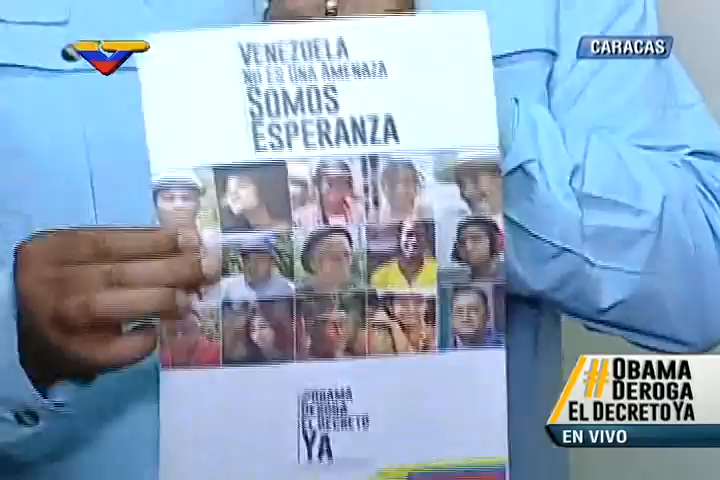 CARACAS
VENEZUELA
NO ES UNA AMENAZA
SOMOS
ESPERANZA
#OBAMA
DEROGA
EL DECRETO
YA
#OBAMA
DEROGA
EL DECRETO YA
EN VIVO